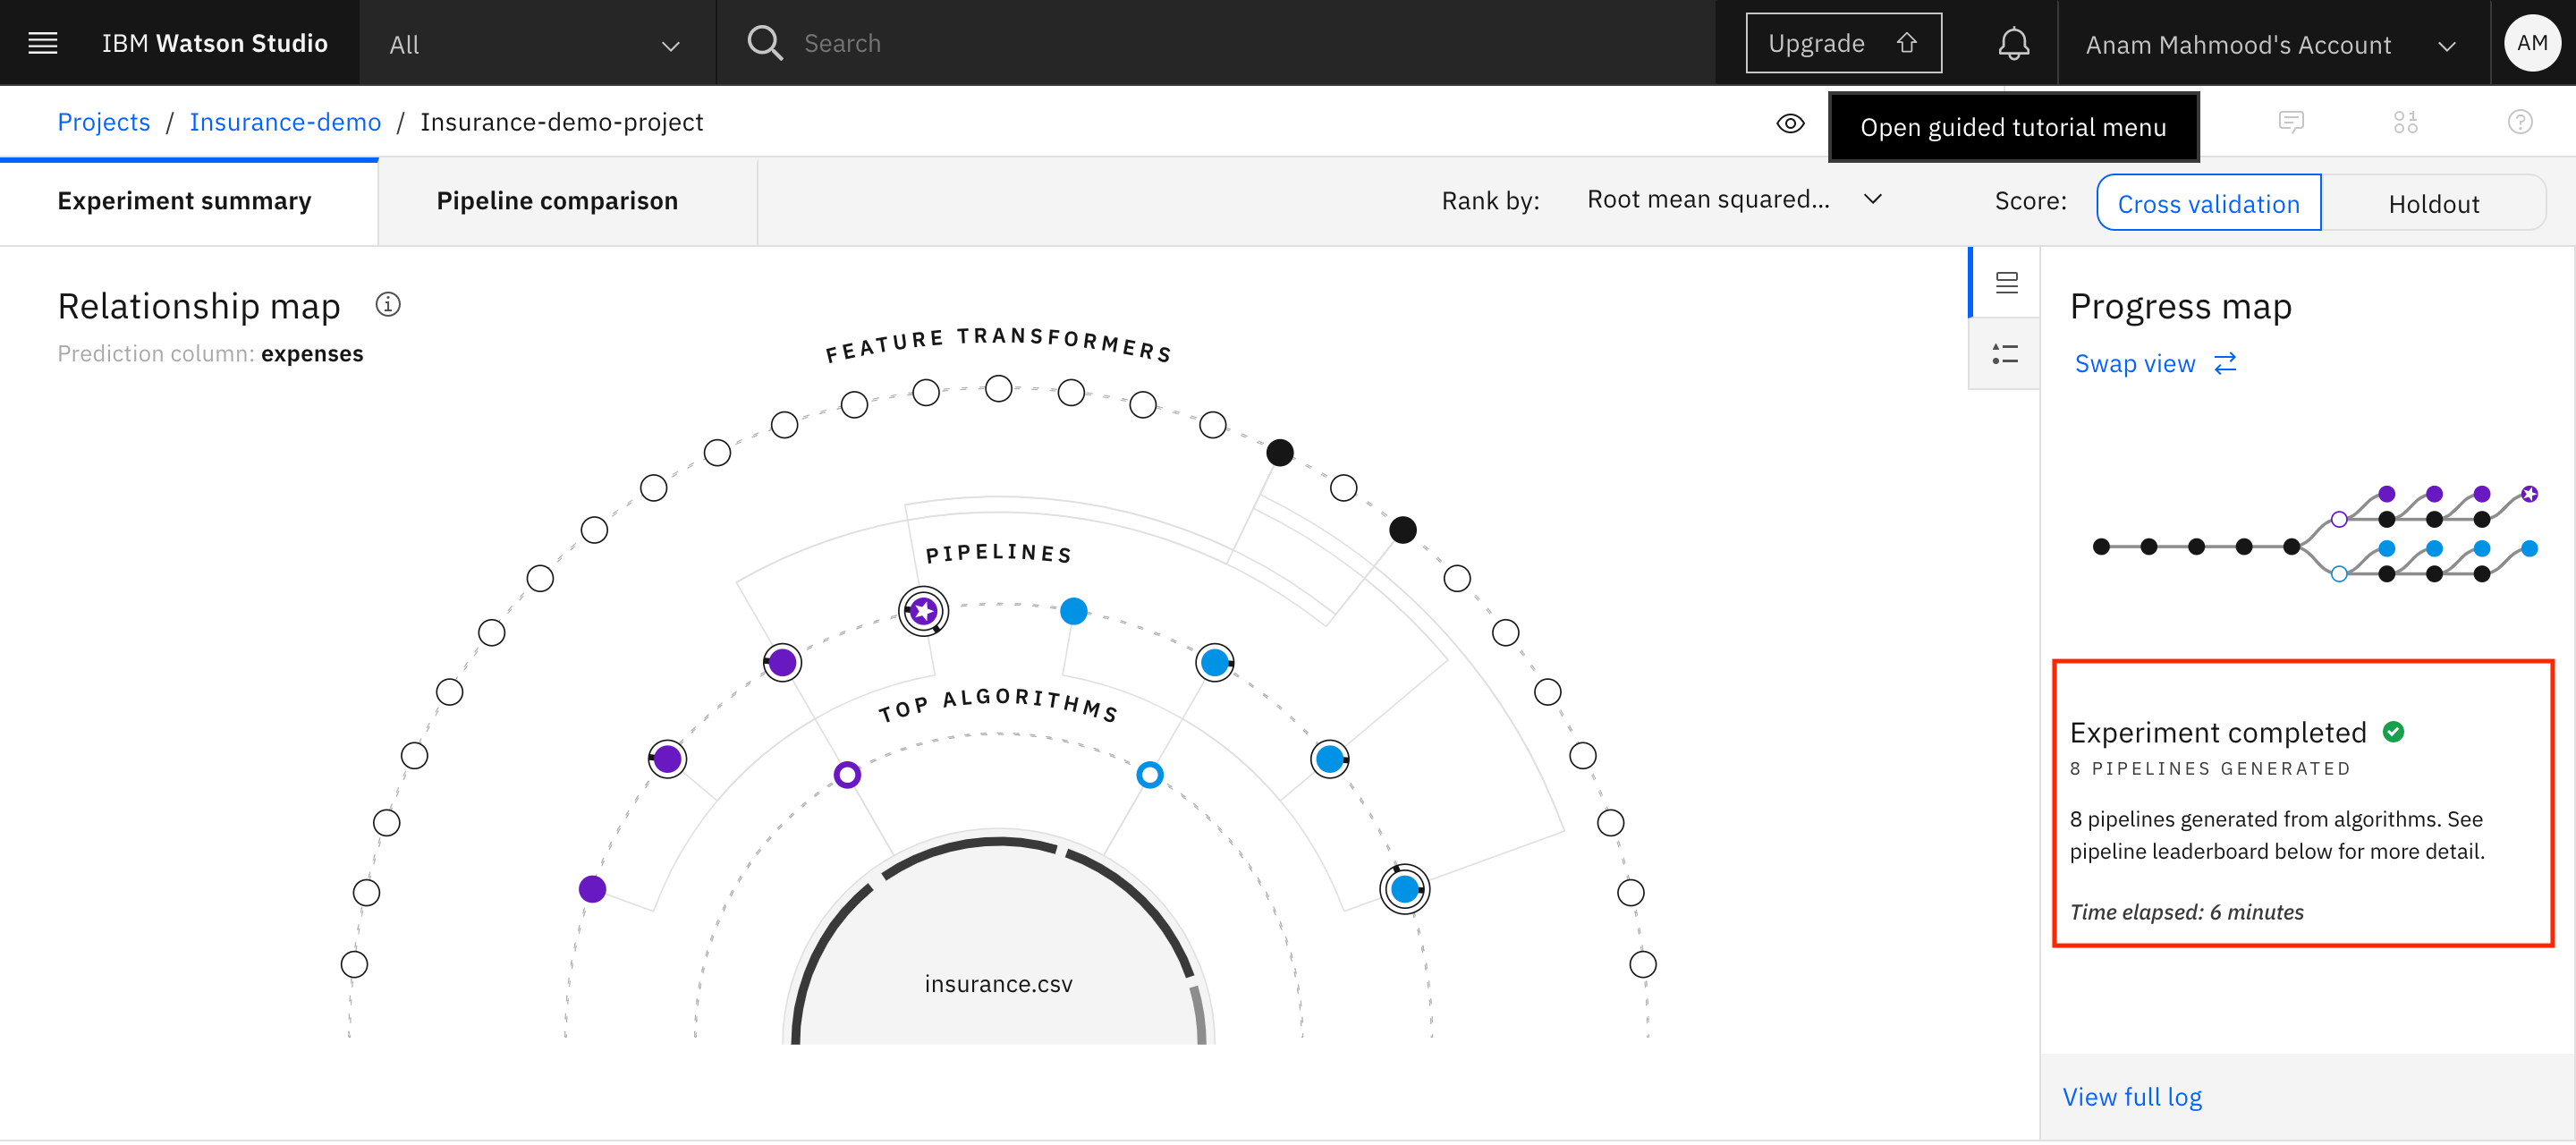 IBM Watson Studio
All
Search
Upgrade
Anam Mahmood's Account
AM
Projects / Insurance-demo / Insurance-demo-project
Open guided tutorial menu
Experiment summary
Pipeline comparison
Rank by:
Root mean squared...
Score:
Cross validation
Holdout
Relationship map
Prediction column: expenses
FEATURE TRANSFORMERS
PIPELINES
TOP ALGORITHMS
insurance.csv
Progress map
Swap view
Experiment completed
8 PIPELINES GENERATED
8 pipelines generated from algorithms. See
pipeline leaderboard below for more detail.
Time elapsed: 6 minutes
View full log